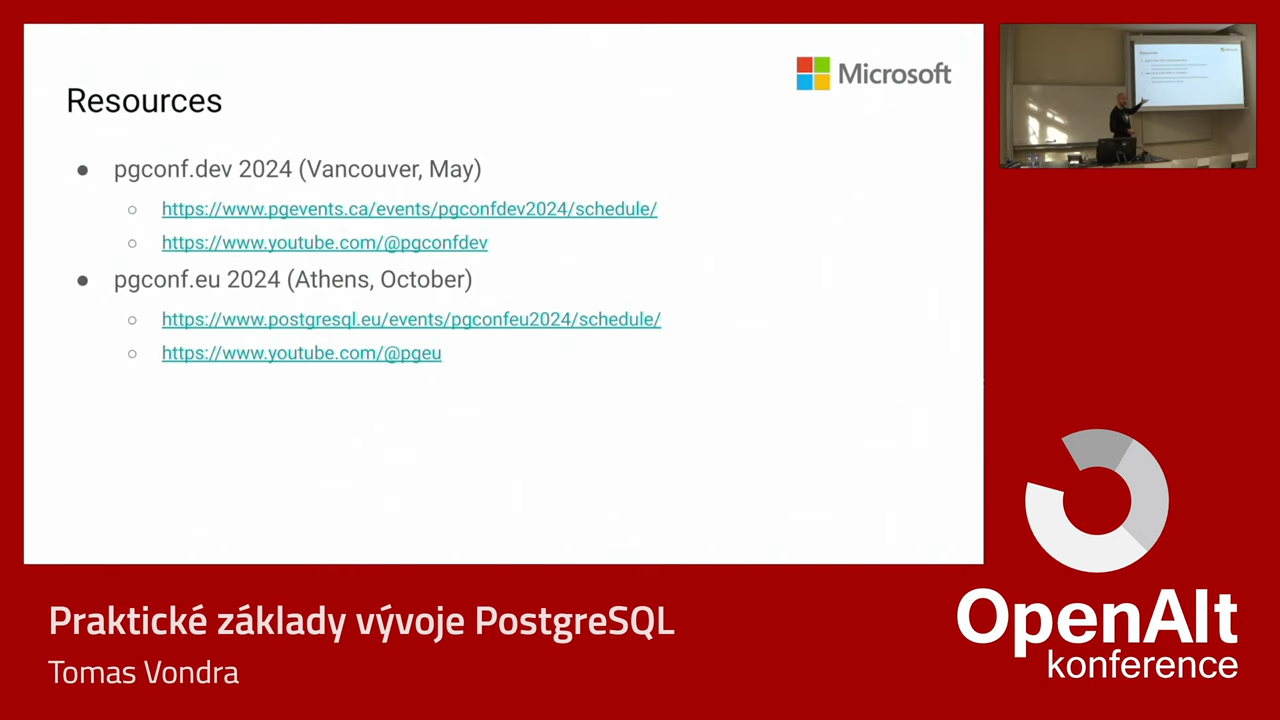 Microsoft
Resources
● pgconf.dev 2024 (Vancouver, May)
○ https://www.pgevents.ca/events/pgconfdev2024/schedule/
○ https://www.youtube.com/@pgconfdev
● pgconf.eu 2024 (Athens, October)
○ https://www.postgresql.eu/events/pgconfeu2024/schedule/
○ https://www.youtube.com/@pgeu
Praktické základy vývoje PostgreSQL
Tomas Vondra
OpenAlt
konference